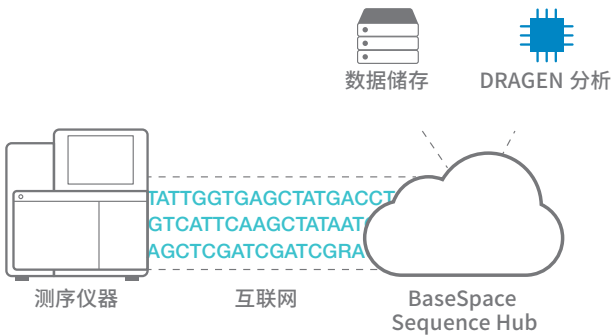 数据储存
DRAGEN 分析
TATTGGTGAGCTATGACCT
GTCATTCAAGCTATAAT
AGCTCGATCGATCGRA
测序仪器
互联网
BaseSpace
Sequence Hub